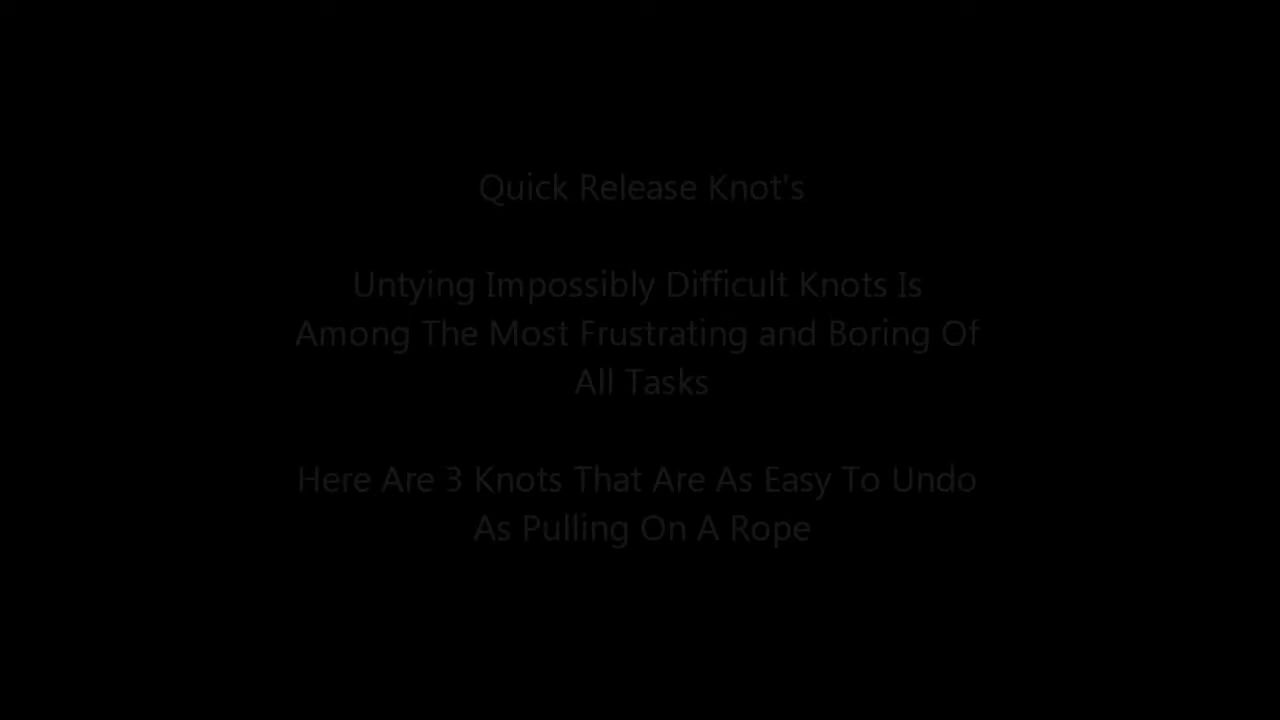 Quick Release Knot's
Untying Impossibly Difficult Knots Is
Among The Most Frustrating and Boring Of
All Tasks
Here Are 3 Knots That Are As Easy To Undo
As Pulling On A Rope